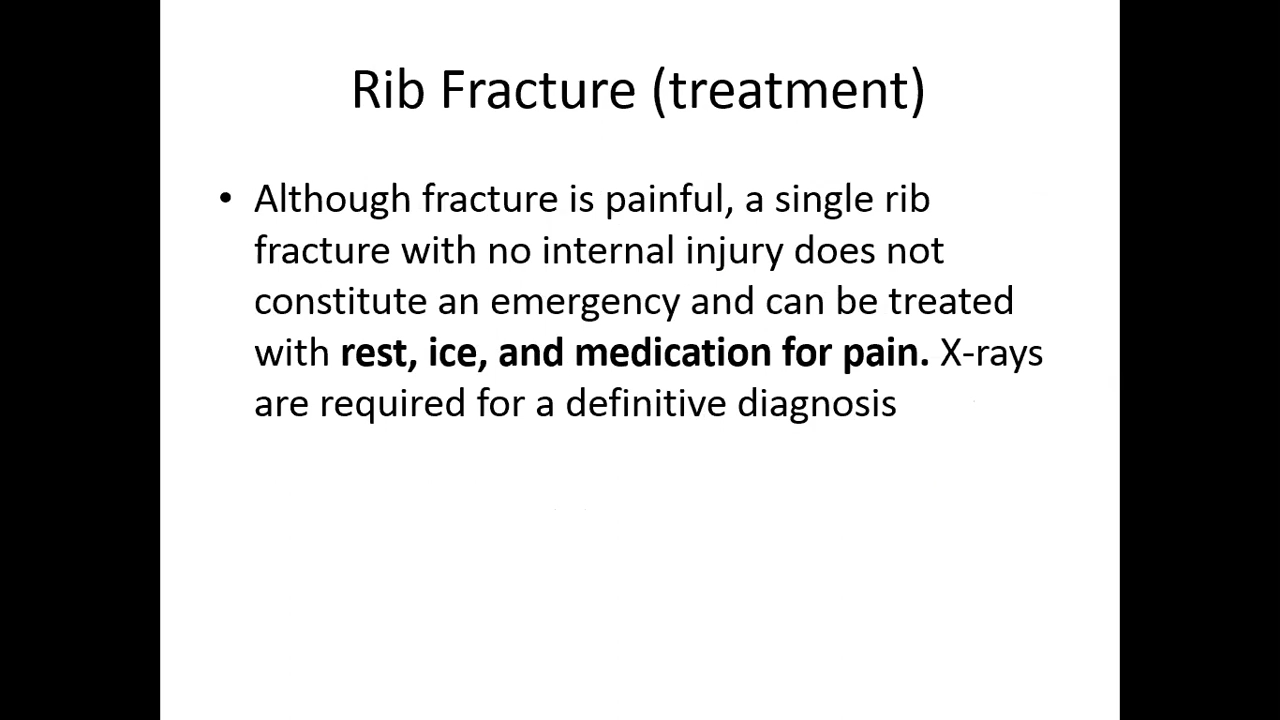 Rib Fracture (treatment)
• Although fracture is painful, a single rib
fracture with no internal injury does not
constitute an emergency and can be treated
with rest, ice, and medication for pain. X-rays
are required for a definitive diagnosis